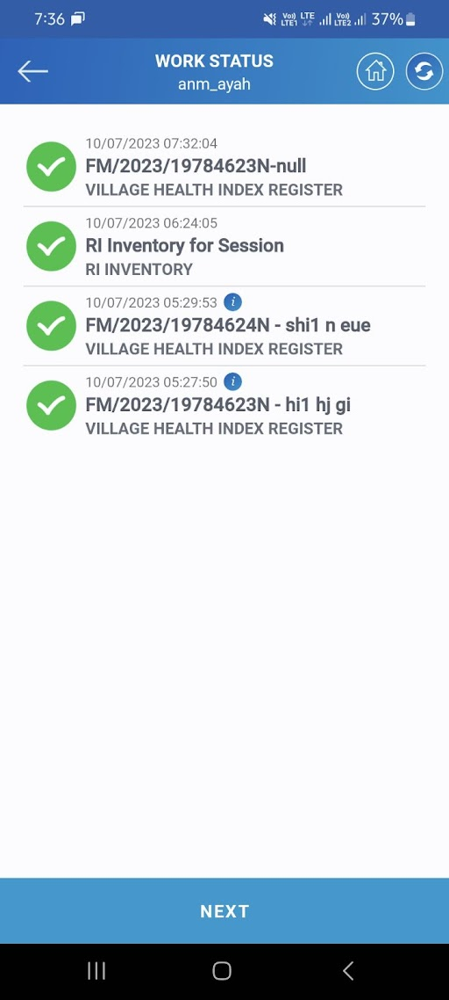 7:36
Vo)) LTE Vo))
LTE1 LTE2 37%
WORK STATUS
anm_ayah
10/07/2023 07:32:04
FM/2023/19784623N-null
VILLAGE HEALTH INDEX REGISTER
10/07/2023 06:24:05
RI Inventory for Session
RI INVENTORY
10/07/2023 05:29:53 i
FM/2023/19784624N - shi1 n eue
VILLAGE HEALTH INDEX REGISTER
10/07/2023 05:27:50 i
FM/2023/19784623N - hi1 hj gi
VILLAGE HEALTH INDEX REGISTER
NEXT